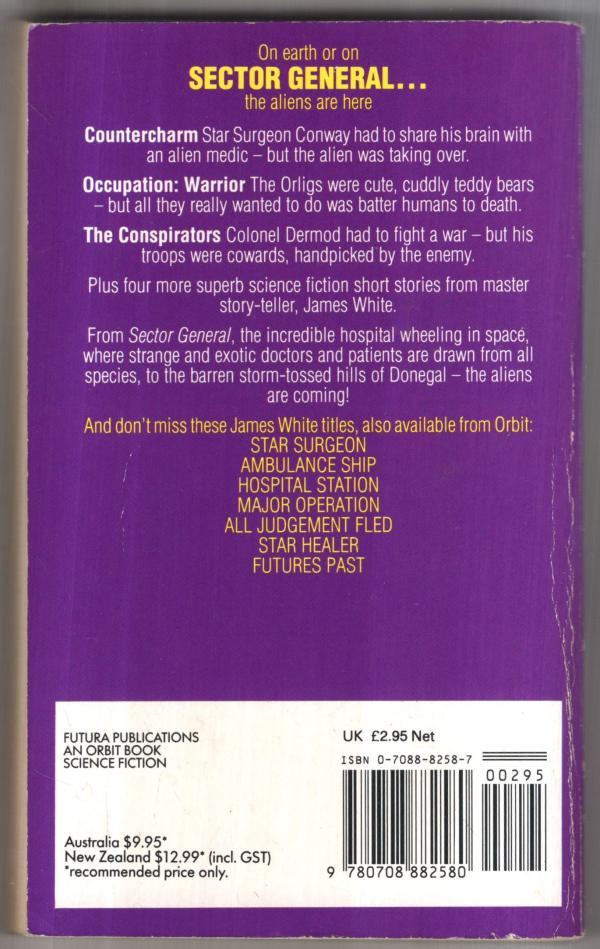 On earth or on
SECTOR GENERAL...
the aliens are here
Countercharm Star Surgeon Conway had to share his brain with
an alien medic – but the alien was taking over.
Occupation: Warrior The Orligs were cute, cuddly teddy bears
– but all they really wanted to do was batter humans to death.
The Conspirators Colonel Dermod had to fight a war – but his
troops were cowards, handpicked by the enemy.
Plus four more superb science fiction short stories from master
story-teller, James White.
From Sector General, the incredible hospital wheeling in space,
where strange and exotic doctors and patients are drawn from all
species, to the barren storm-tossed hills of Donegal – the aliens
are coming!
And don't miss these James White titles, also available from Orbit:
STAR SURGEON
AMBULANCE SHIP
HOSPITAL STATION
MAJOR OPERATION
ALL JUDGEMENT FLED
STAR HEALER
FUTURES PAST
FUTURA PUBLICATIONS
AN ORBIT BOOK
SCIENCE FICTION
Australia $9.95*
New Zealand $12.99* (incl. GST)
*recommended price only.
UK £2.95 Net
ISBN 0-7088-8258-7
00295
9 780708 882580